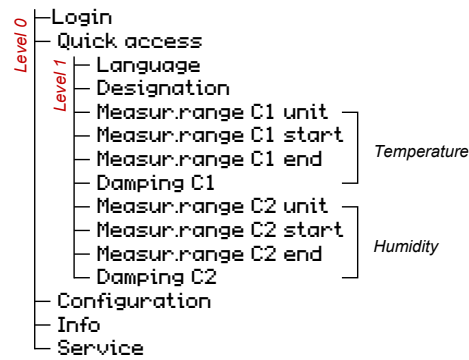 Level 0
Login
Quick access
Level 1
Language
Designation
Measur.range C1 unit
Measur.range C1 start
Temperature
Measur.range C1 end
Damping C1
Measur.range C2 unit
Measur.range C2 start
Humidity
Measur.range C2 end
Damping C2
Configuration
Info
Service